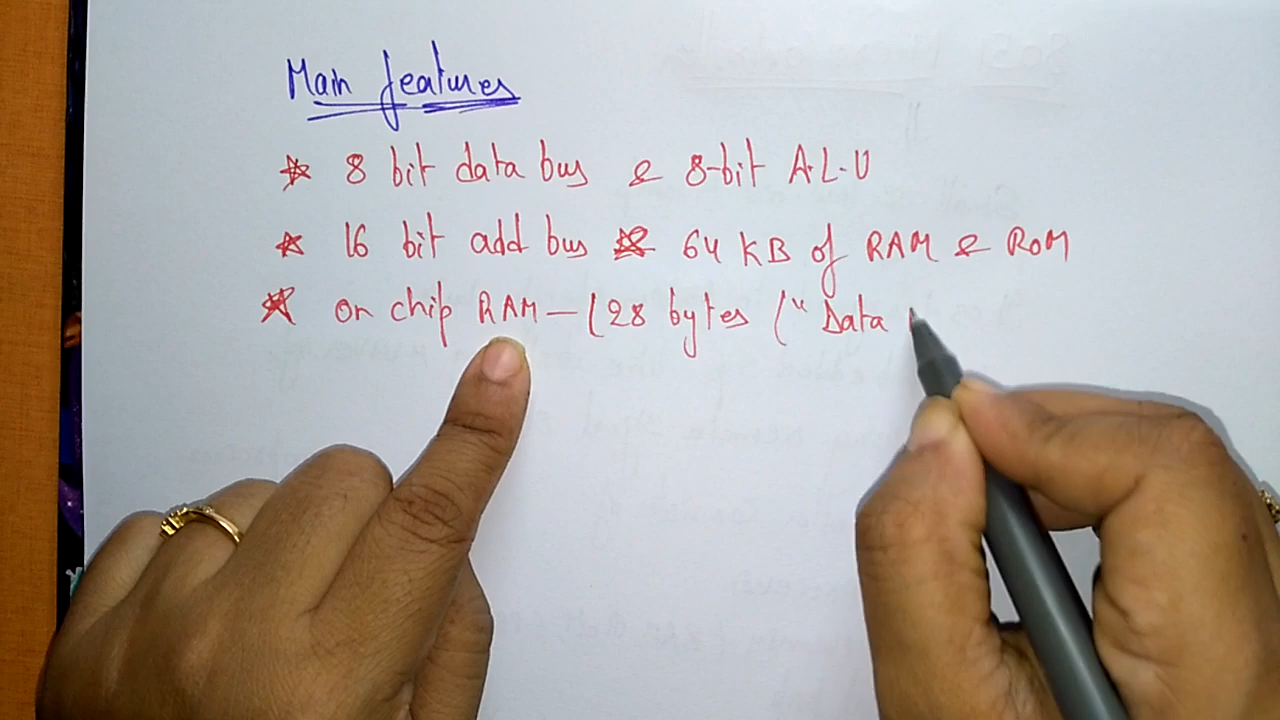 Main features
☆ 8 bit data bus & 8-bit A.L.U
☆ 16 bit add bus ☆ 64 KB of RAM & ROM
☆ on chip RAM - 128 bytes (" Data